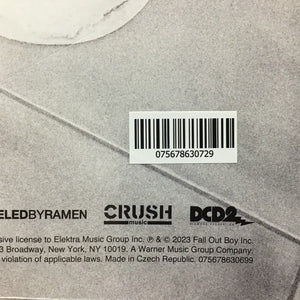 075678630729
ELEDBYRAMEN CRUSH music DCD2
sive license to Elektra Music Group Inc. ℗ & © 2023 Fall Out Boy Inc.
3 Broadway, New York, NY 10019. A Warner Music Group Company.
violation of applicable laws. Made in Czech Republic. 075678630699